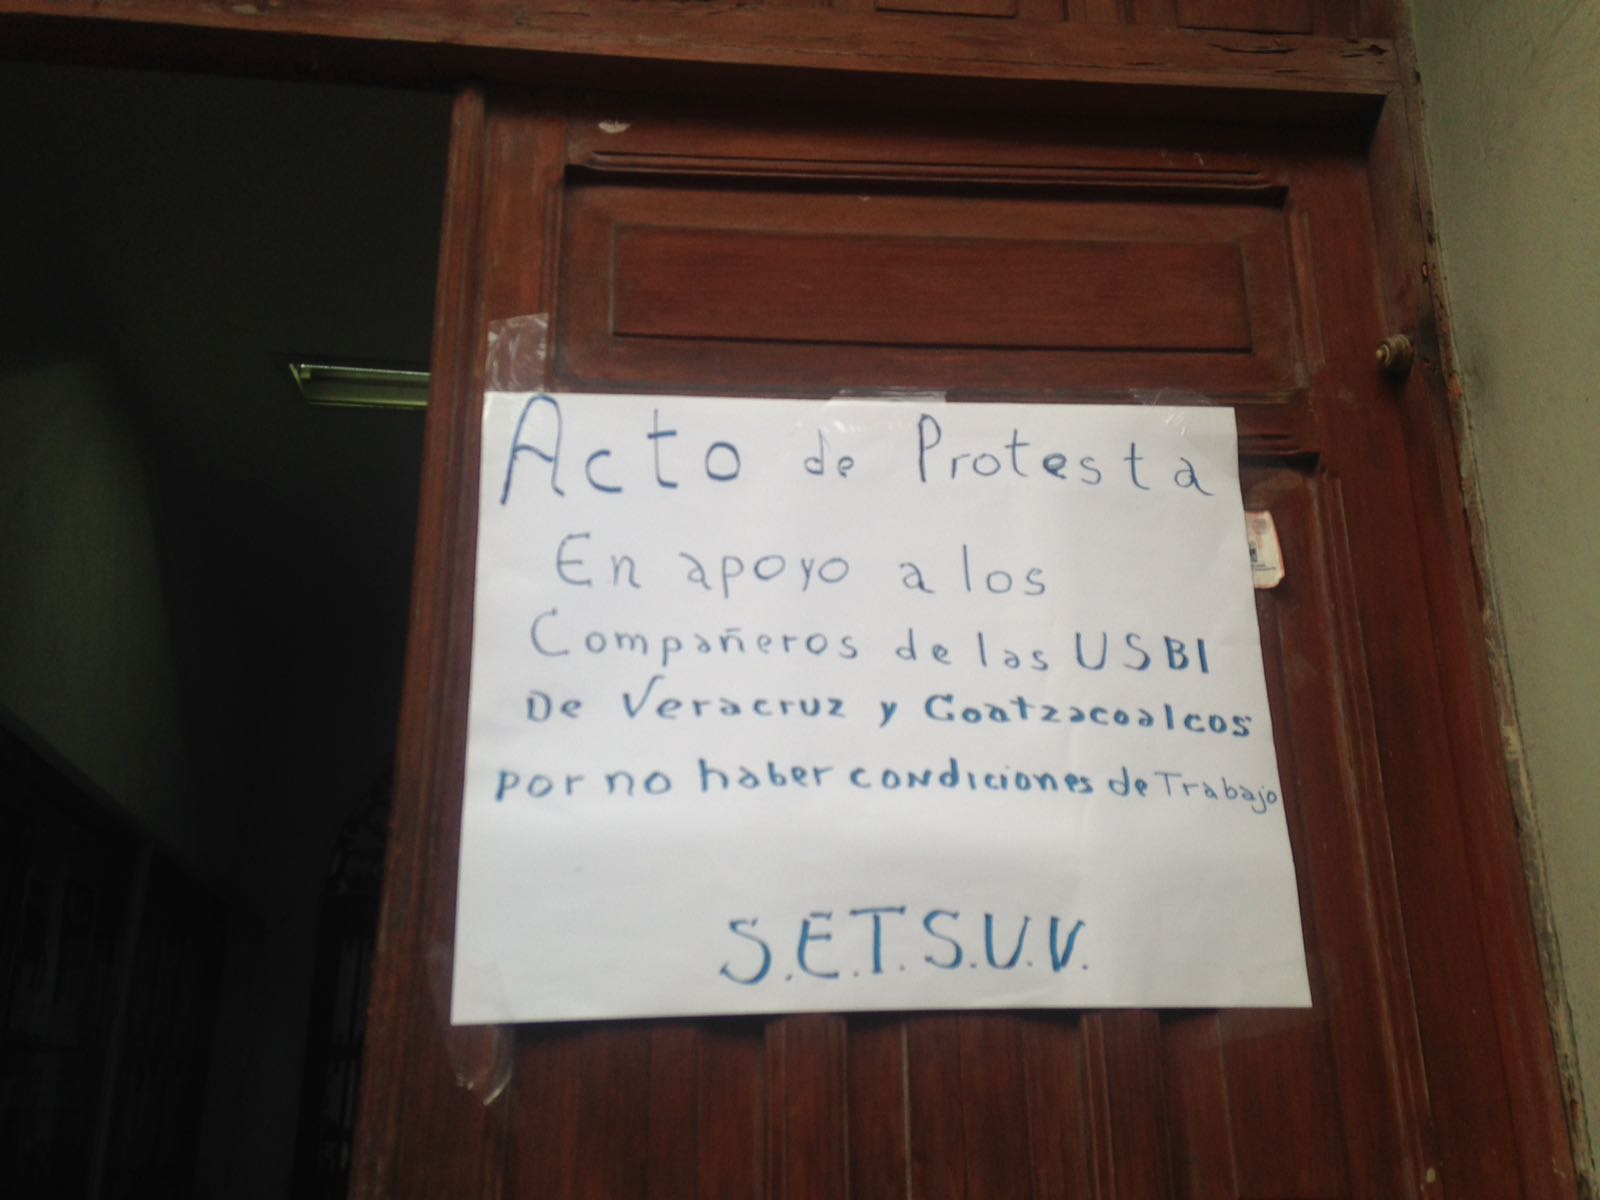 Acto de Protesta
En apoyo a los
Compañeros de las USBI
De Veracruz y Coatzacoalcos
por no haber condiciones de Trabajo
S.E.T.S.U.V.